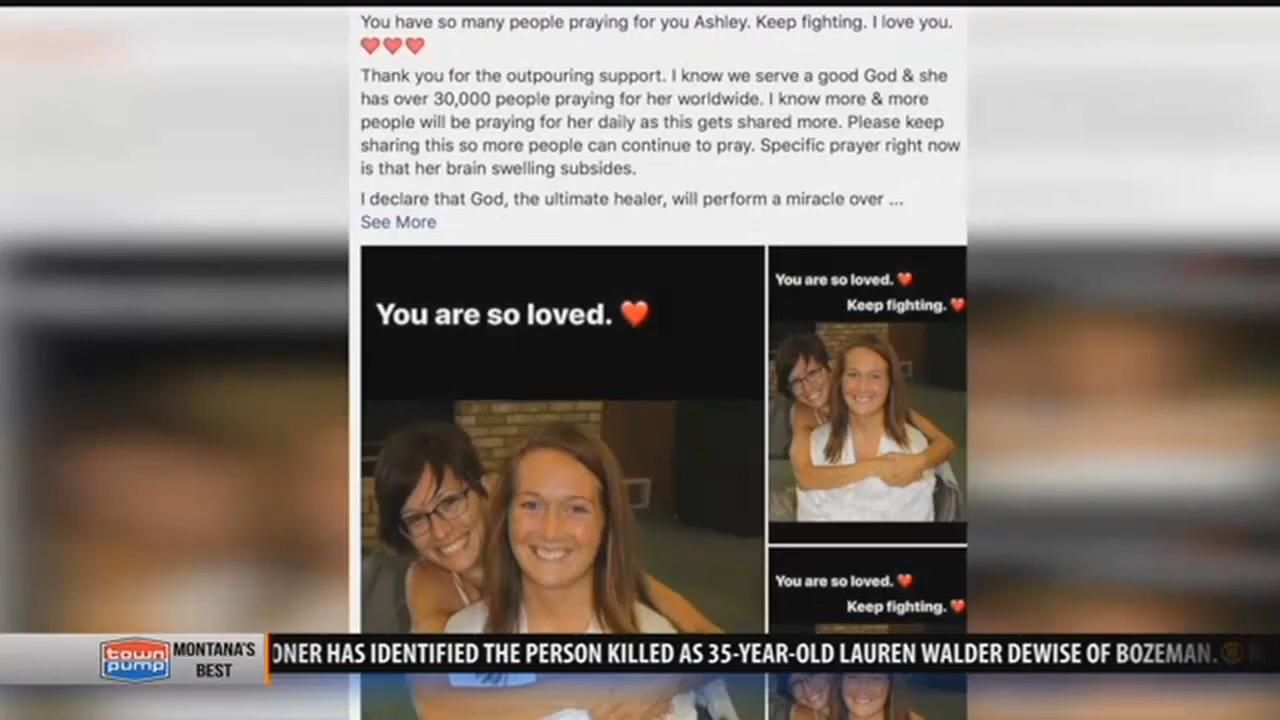 You have so many people praying for you Ashley. Keep fighting. I love you.
❤❤❤
Thank you for the outpouring support. I know we serve a good God & she
has over 30,000 people praying for her worldwide. I know more & more
people will be praying for her daily as this gets shared more. Please keep
sharing this so more people can continue to pray. Specific prayer right now
is that her brain swelling subsides.
I declare that God, the ultimate healer, will perform a miracle over ...
See More
You are so loved. ❤
You are so loved. ❤
Keep fighting. ❤
You are so loved. ❤
Keep fighting. ❤
town
pump
MONTANA'S
BEST
ONER HAS IDENTIFIED THE PERSON KILLED AS 35-YEAR-OLD LAUREN WALDER DEWISE OF BOZEMAN.